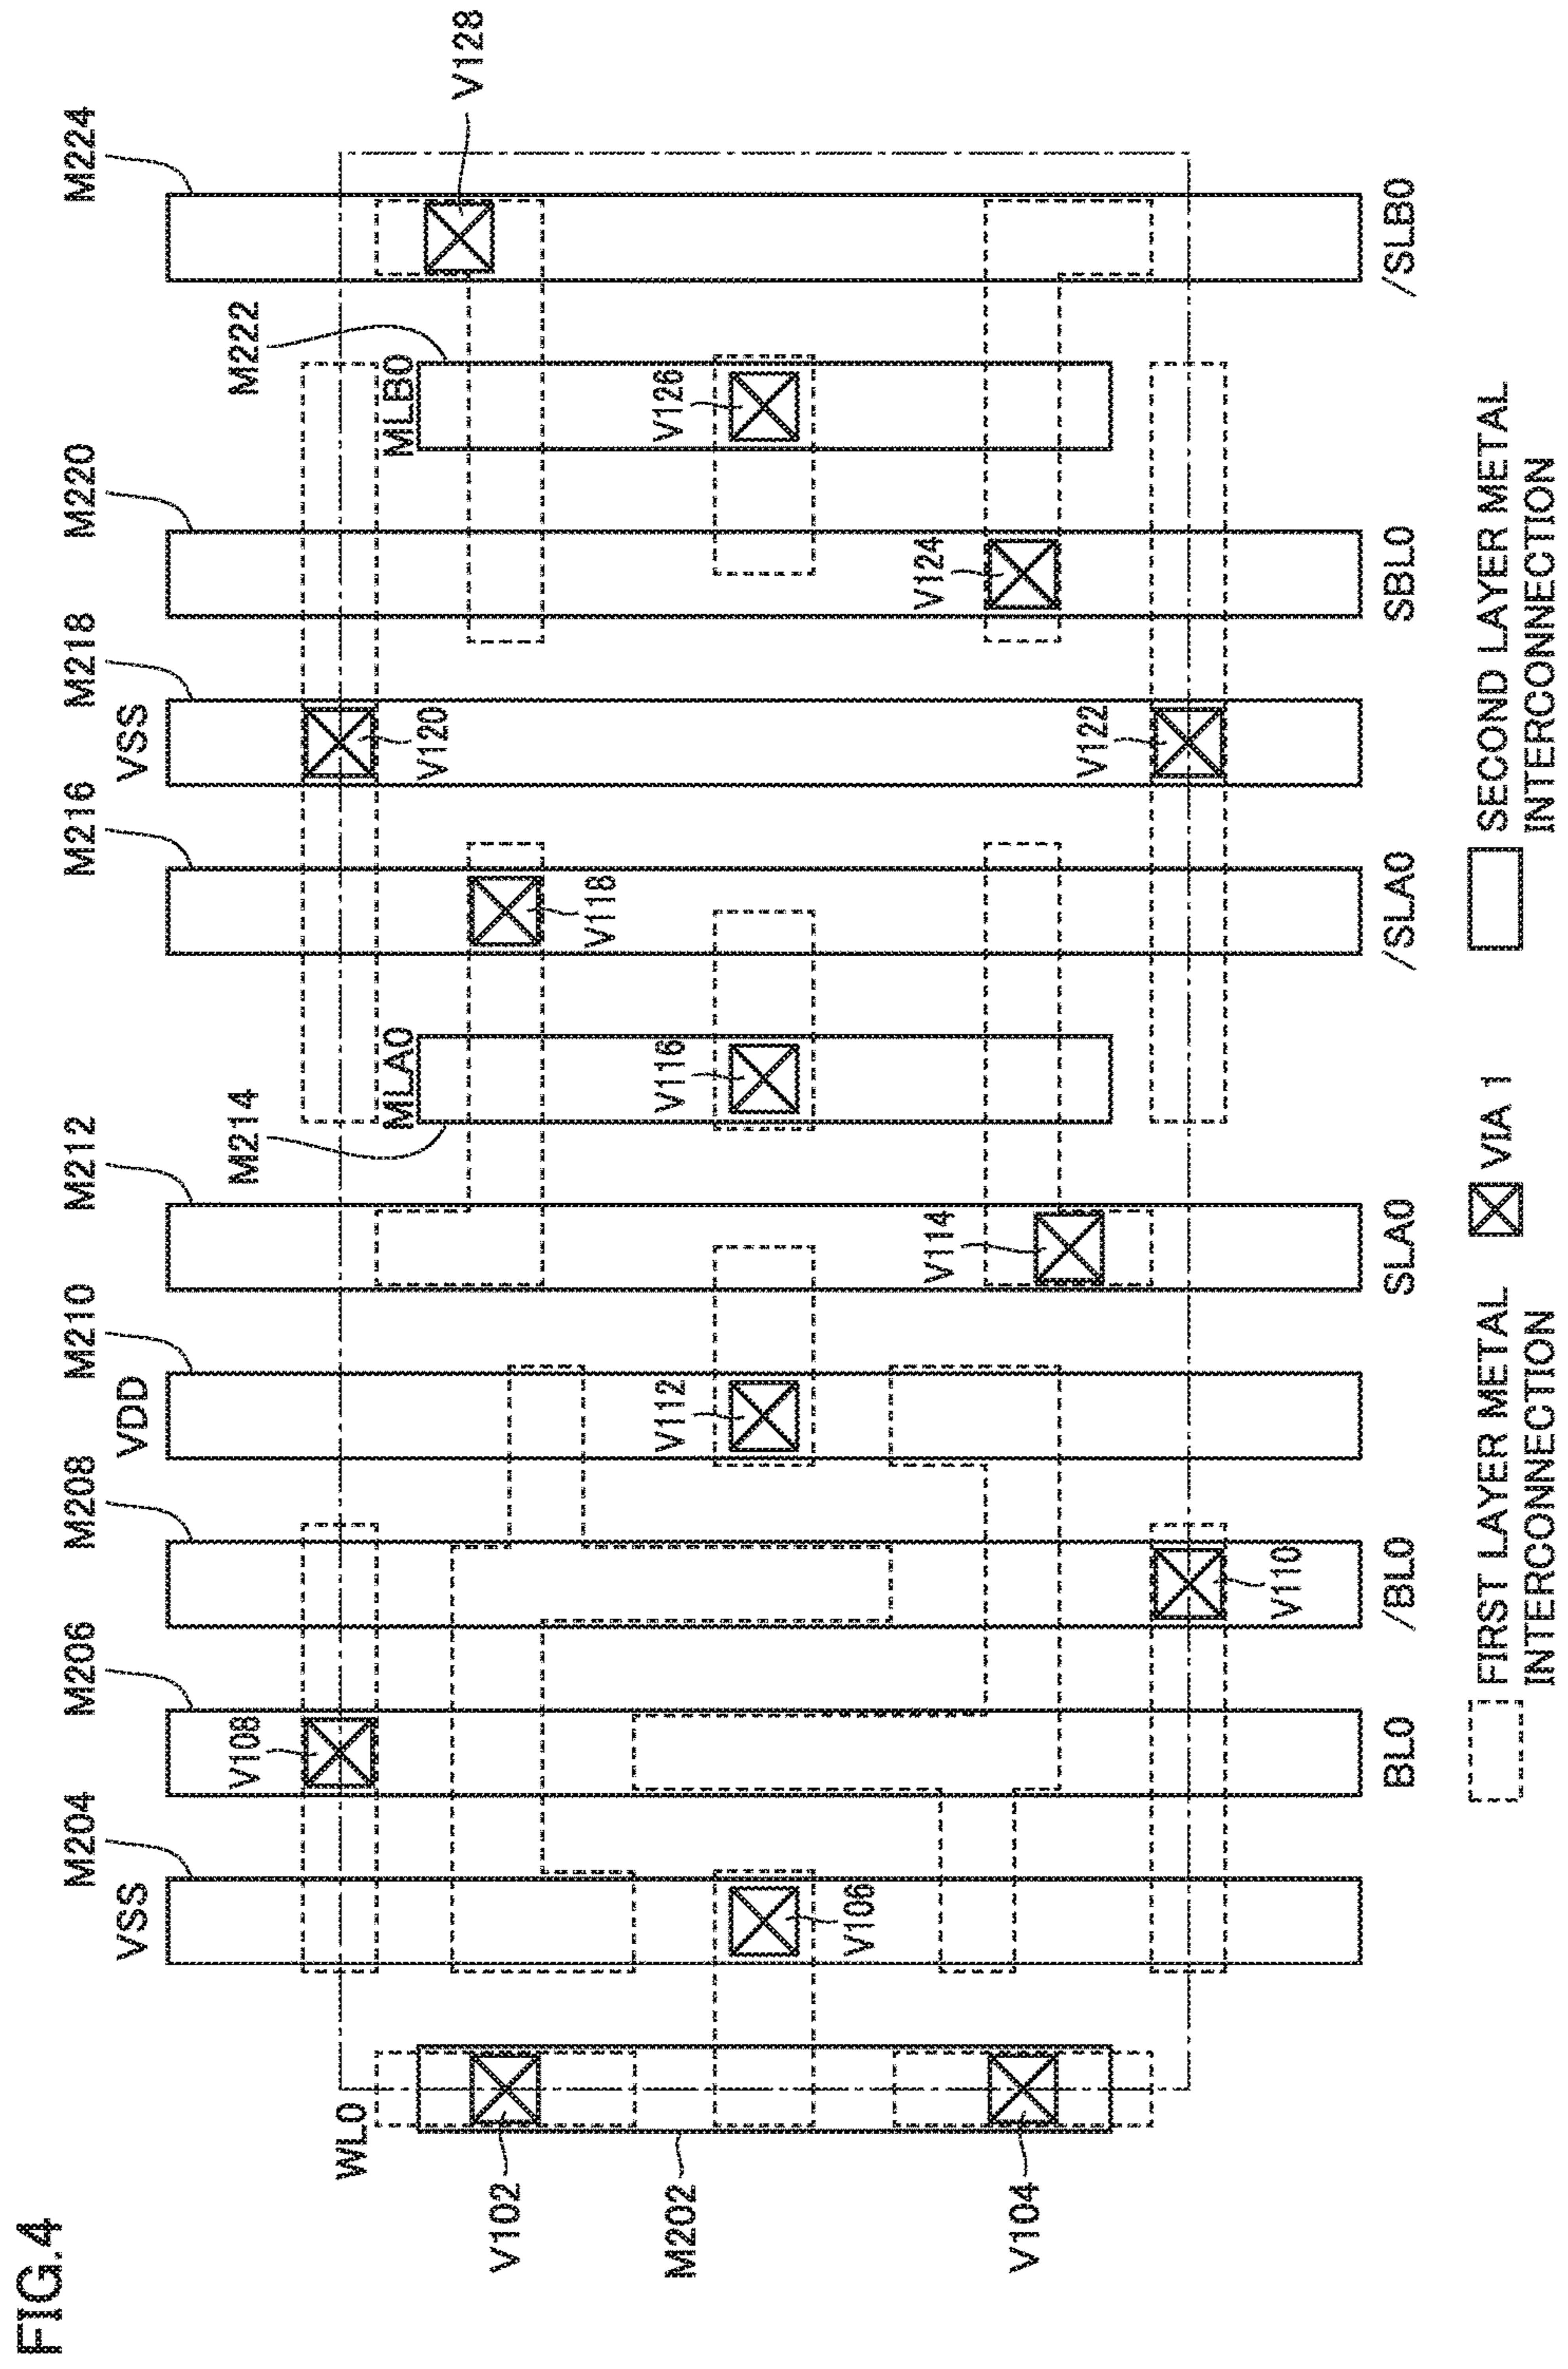 FIG.4
M204
M206
M208
M210
M212
M216
M218
M220
M224
V128
VSS
VDD
VSS
M214
M222
WL0
MLA0
MLB0
V108
V120
V102
V118
M202
V106
V112
V116
V126
V104
V114
V122
V124
V110
BL0
/BL0
SLA0
/SLA0
SBL0
/SLB0
FIRST LAYER METAL
INTERCONNECTION
VIA 1
SECOND LAYER METAL
INTERCONNECTION